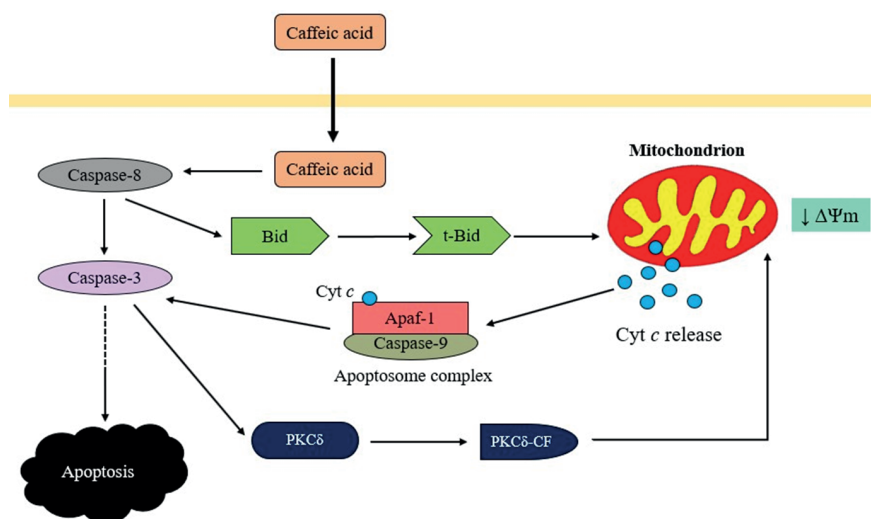 Caffeic acid
Caffeic acid
Mitochondrion
Caspase-8
↓ ΔΨm
Bid
t-Bid
Caspase-3
Cyt c
Apaf-1
Caspase-9
Apoptosome complex
Cyt c release
PKCδ
PKCδ-CF
Apoptosis